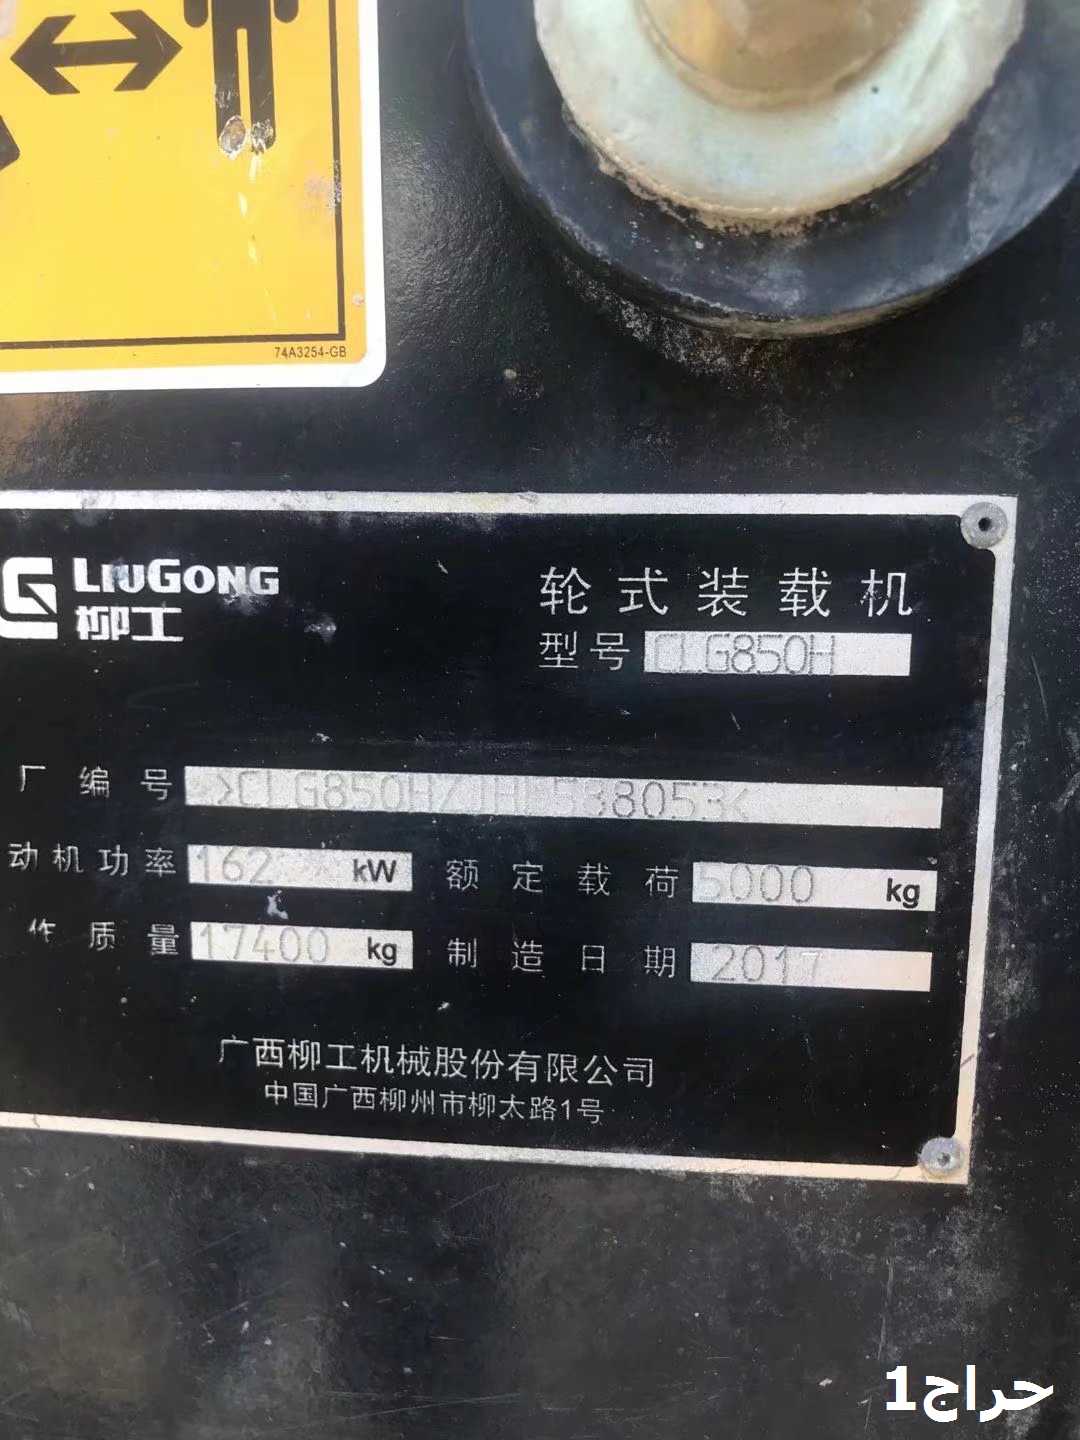 74A3254-GB
LIUGONG
柳工
轮式装载机
型号 CLG850H
厂编号
动机功率 162 kW 额定载荷 5000 kg
作质量 17400 kg 制造日期 2017
广西柳工机械股份有限公司
中国广西柳州市柳太路1号
حراج1